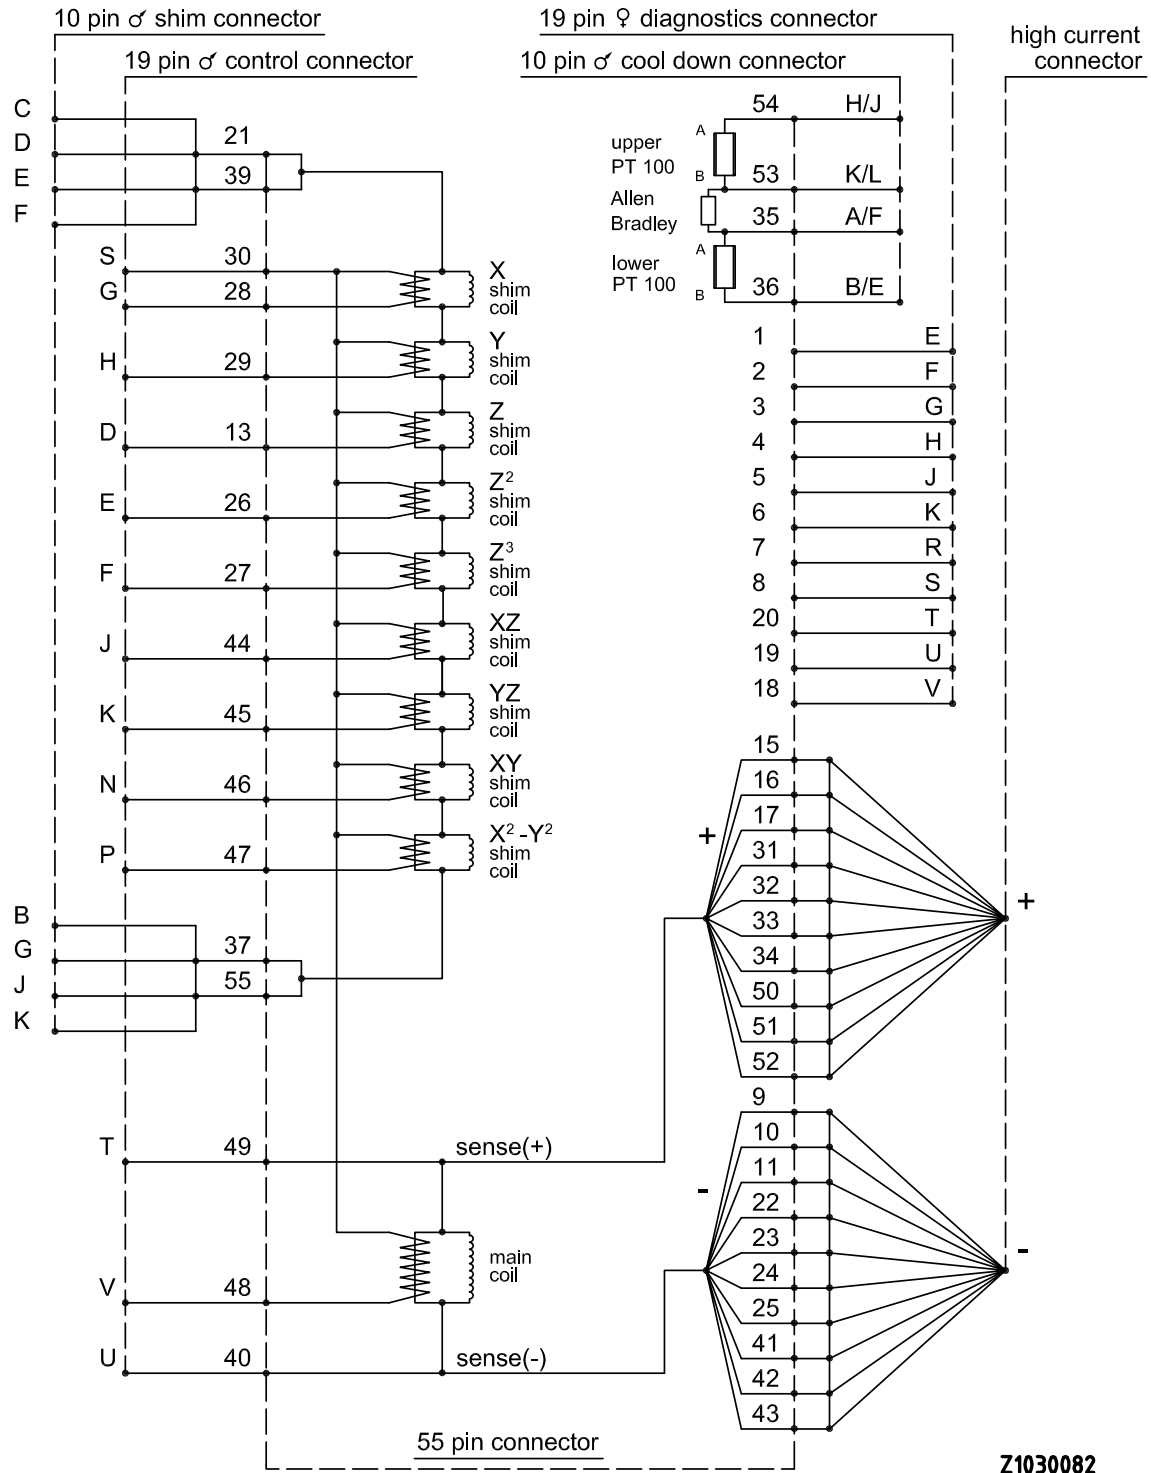 10 pin ♂ shim connector
19 pin ♀ diagnostics connector
high current
connector
19 pin ♂ control connector
10 pin ♂ cool down connector
C
D 21
E 39
F
S 30
G 28
X
shim
coil
H 29
Y
shim
coil
D 13
Z
shim
coil
E 26
Z²
shim
coil
F 27
Z³
shim
coil
J 44
XZ
shim
coil
K 45
YZ
shim
coil
N 46
XY
shim
coil
P 47
X² -Y²
shim
coil
B
G 37
J 55
K
T 49 sense(+)
V 48
main
coil
U 40 sense(-)
54 H/J
A
upper
PT 100
B
53 K/L
Allen
Bradley
35 A/F
A
lower
PT 100
B
36 B/E
1 E
2 F
3 G
4 H
5 J
6 K
7 R
8 S
20 T
19 U
18 V
15
16
17
+
31
32
33
+
34
50
51
52
9
10
11
-
22
23
-
24
25
41
42
43
55 pin connector
Z1030082